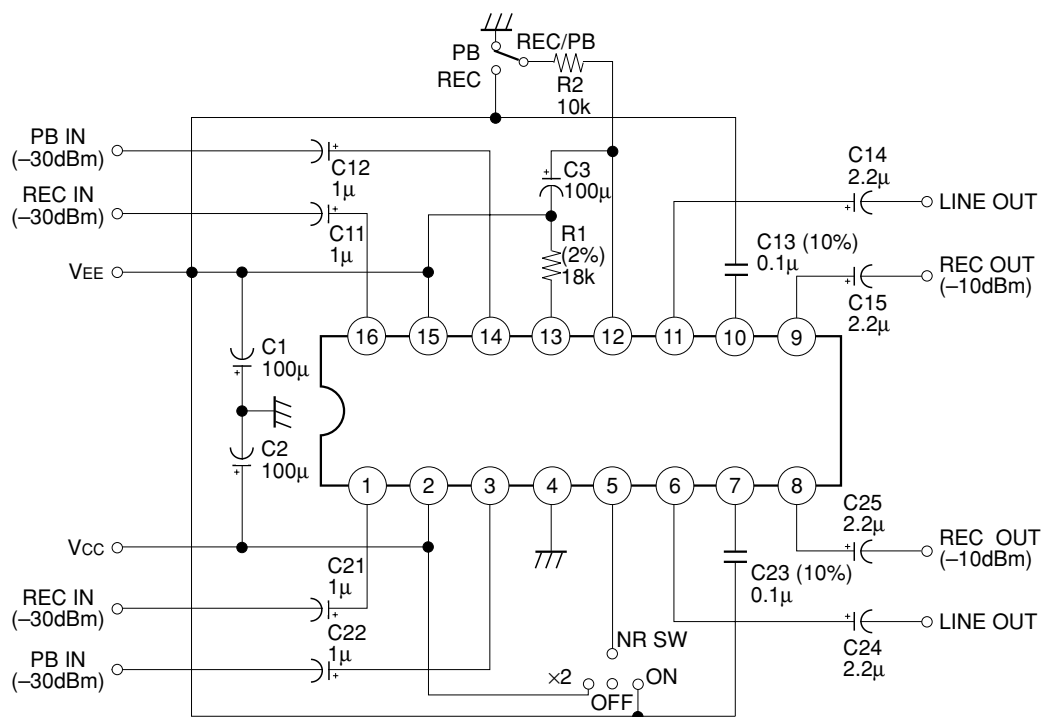 PB
REC
REC/PB
R2
10k
PB IN
(–30dBm)
C12
1μ
C3
100μ
C14
2.2μ
REC IN
(–30dBm)
C11
1μ
LINE OUT
R1
(2%)
18k
C13 (10%)
0.1μ
VEE
REC OUT
(–10dBm)
C15
2.2μ
16
15
14
13
12
11
10
9
C1
100μ
C2
100μ
1
2
3
4
5
6
7
8
C25
2.2μ
VCC
REC OUT
(–10dBm)
C21
1μ
C23 (10%)
0.1μ
REC IN
(–30dBm)
C22
1μ
LINE OUT
NR SW
C24
2.2μ
PB IN
(–30dBm)
×2
OFF
ON